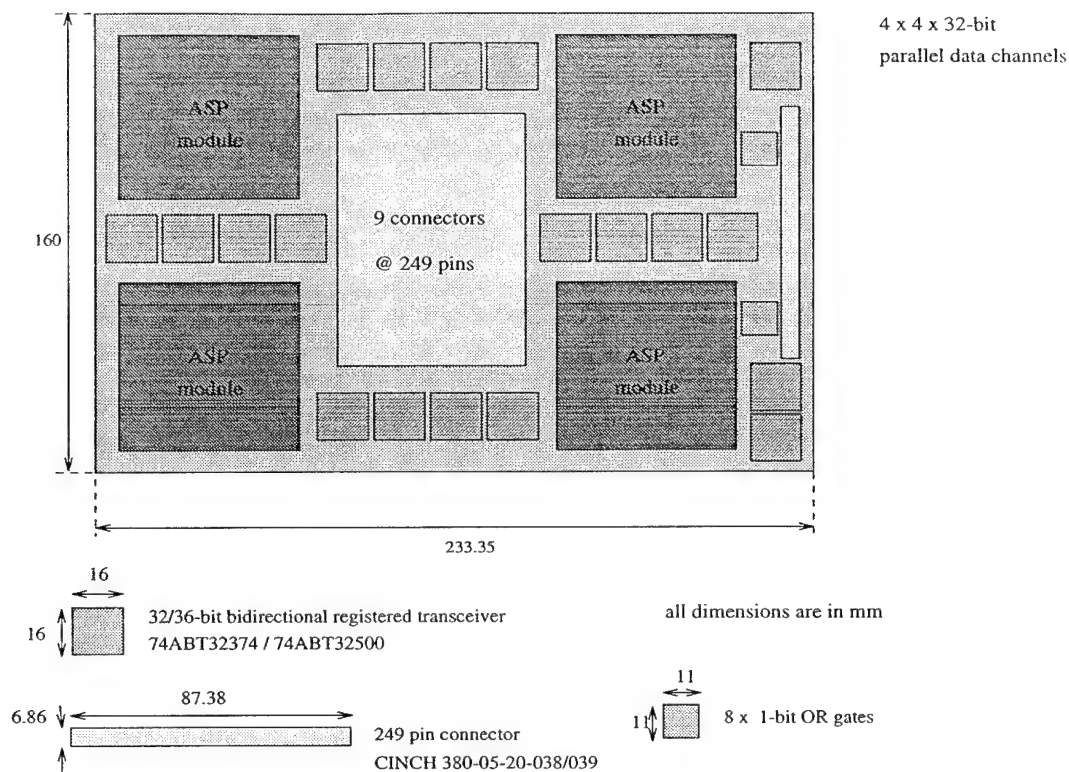 4 x 4 x 32-bit
parallel data channels
ASP
module
ASP
module
160
9 connectors
@ 249 pins
ASP
module
ASP
module
233.35
16
16
32/36-bit bidirectional registered transceiver
74ABT32374 / 74ABT32500
all dimensions are in mm
6.86
87.38
249 pin connector
CINCH 380-05-20-038/039
11
11
8 x 1-bit OR gates